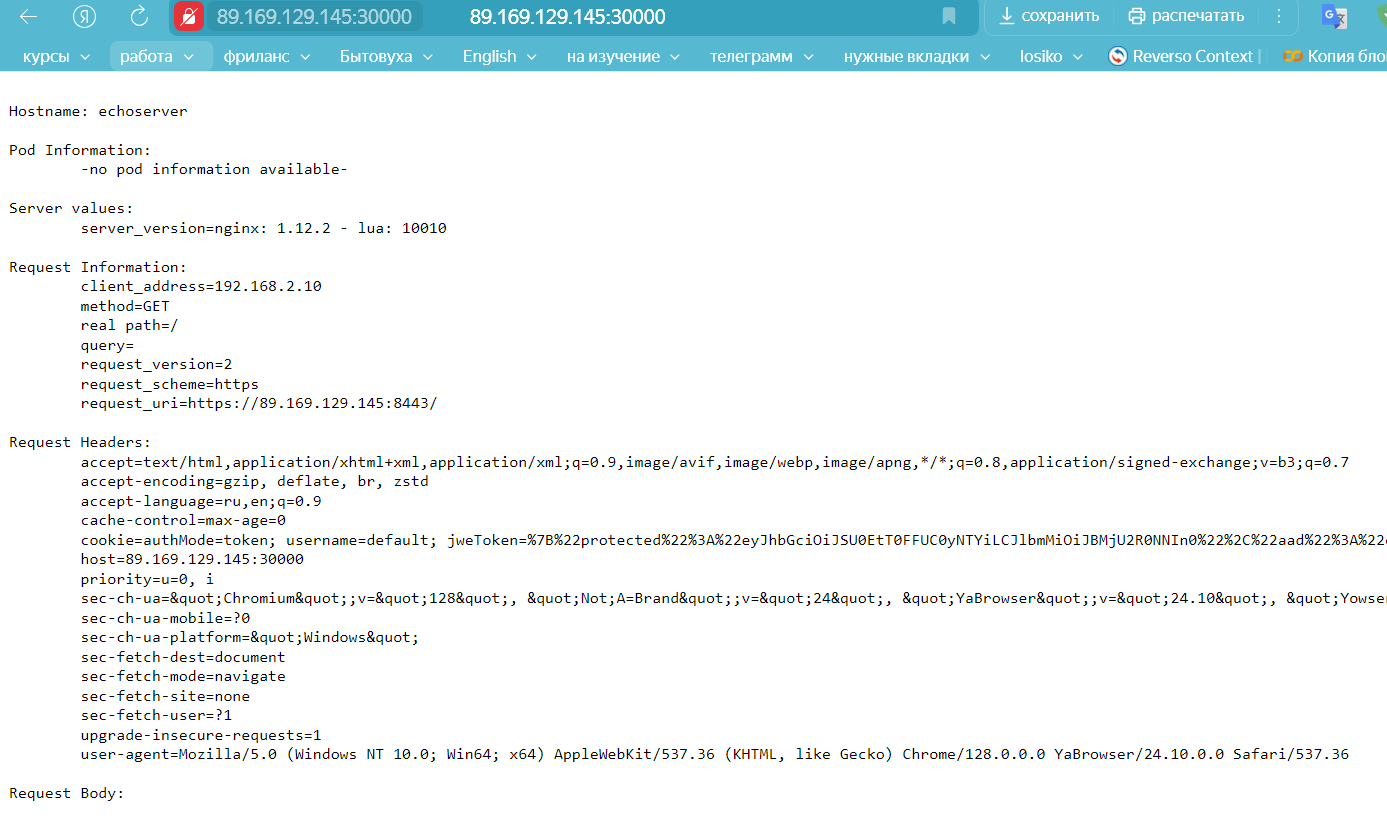 89.169.129.145:30000 89.169.129.145:30000 сохранить распечатать
курсы работа фриланс Бытовуха English на изучение телеграмм нужные вкладки losiko Reverso Context | Копия
Hostname: echoserver
Pod Information:
-no pod information available-
Server values:
server_version=nginx: 1.12.2 - lua: 10010
Request Information:
client_address=192.168.2.10
method=GET
real path=/
query=
request_version=2
request_scheme=https
request_uri=https://89.169.129.145:8443/
Request Headers:
accept=text/html,application/xhtml+xml,application/xml;q=0.9,image/avif,image/webp,image/apng,*/*;q=0.8,application/signed-exchange;v=b3;q=0.7
accept-encoding=gzip, deflate, br, zstd
accept-language=ru,en;q=0.9
cache-control=max-age=0
cookie=authMode=token; username=default; jweToken=%7B%22protected%22%3A%22eyJhbGciOiJSU0EtT0FFUC0yNTYiLCJlbmMiOiJBMjU2R0NNIn0%22%2C%22aad%22%3A%22
host=89.169.129.145:30000
priority=u=0, i
sec-ch-ua=&quot;Chromium&quot;;v=&quot;128&quot;, &quot;Not;A=Brand&quot;;v=&quot;24&quot;, &quot;YaBrowser&quot;;v=&quot;24.10&quot;, &quot;Yowser
sec-ch-ua-mobile=?0
sec-ch-ua-platform=&quot;Windows&quot;
sec-fetch-dest=document
sec-fetch-mode=navigate
sec-fetch-site=none
sec-fetch-user=?1
upgrade-insecure-requests=1
user-agent=Mozilla/5.0 (Windows NT 10.0; Win64; x64) AppleWebKit/537.36 (KHTML, like Gecko) Chrome/128.0.0.0 YaBrowser/24.10.0.0 Safari/537.36
Request Body: